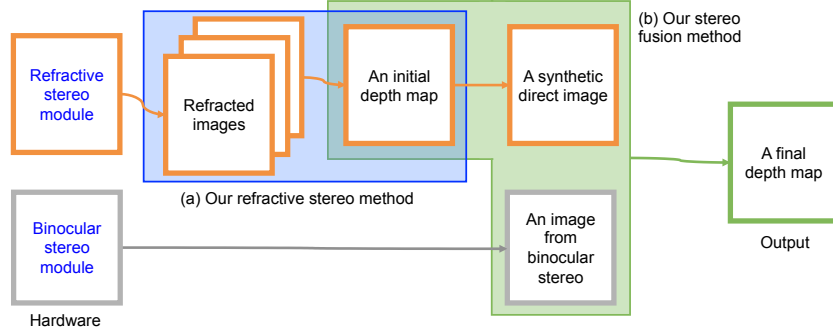 (b) Our stereo
fusion method
Refractive
stereo
module
Refracted
images
An initial
depth map
A synthetic
direct image
A final
depth map
(a) Our refractive stereo method
Binocular
stereo
module
An image
from
binocular
stereo
Output
Hardware